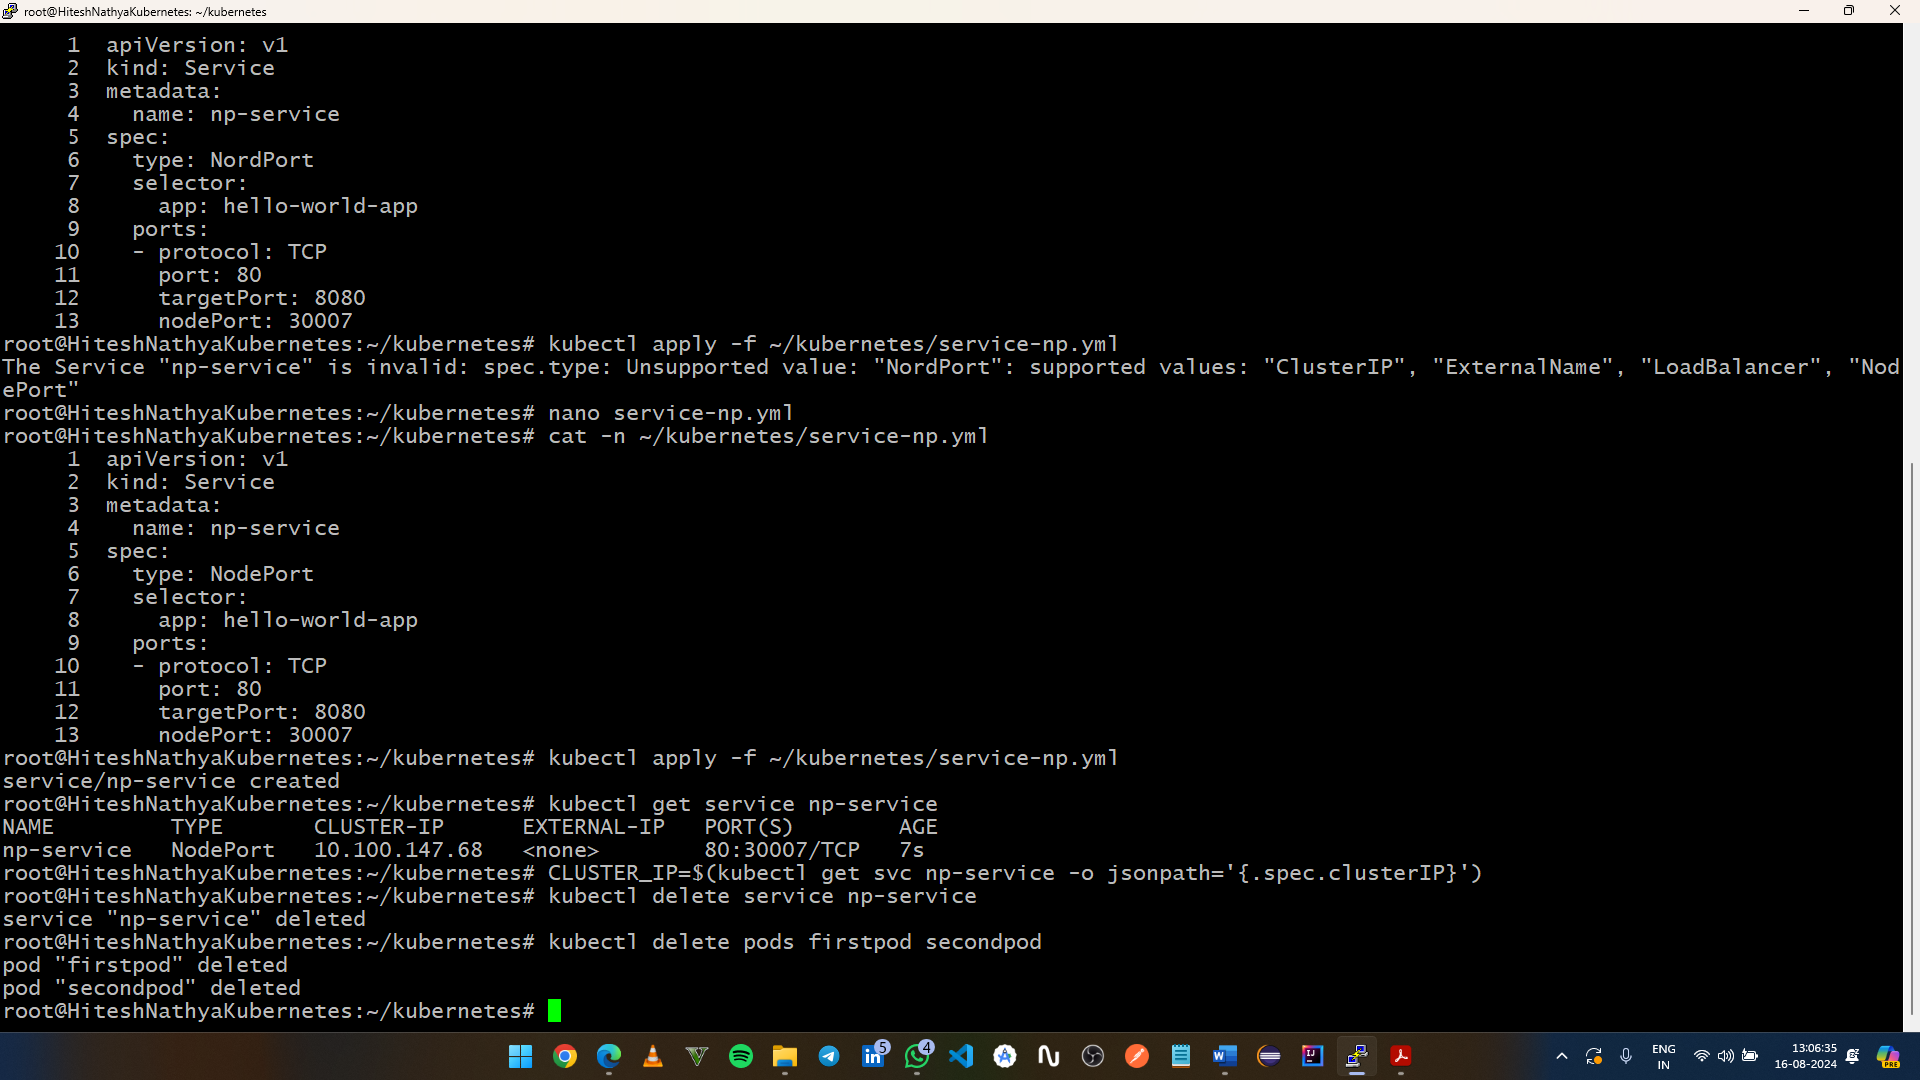 root@HiteshNathyaKubernetes: ~/kubernetes
1 apiVersion: v1
2 kind: Service
3 metadata:
4   name: np-service
5 spec:
6   type: NordPort
7   selector:
8     app: hello-world-app
9   ports:
10   - protocol: TCP
11     port: 80
12     targetPort: 8080
13     nodePort: 30007
root@HiteshNathyaKubernetes:~/kubernetes# kubectl apply -f ~/kubernetes/service-np.yml
The Service "np-service" is invalid: spec.type: Unsupported value: "NordPort": supported values: "ClusterIP", "ExternalName", "LoadBalancer", "Nod
ePort"
root@HiteshNathyaKubernetes:~/kubernetes# nano service-np.yml
root@HiteshNathyaKubernetes:~/kubernetes# cat -n ~/kubernetes/service-np.yml
1 apiVersion: v1
2 kind: Service
3 metadata:
4   name: np-service
5 spec:
6   type: NodePort
7   selector:
8     app: hello-world-app
9   ports:
10   - protocol: TCP
11     port: 80
12     targetPort: 8080
13     nodePort: 30007
root@HiteshNathyaKubernetes:~/kubernetes# kubectl apply -f ~/kubernetes/service-np.yml
service/np-service created
root@HiteshNathyaKubernetes:~/kubernetes# kubectl get service np-service
NAME         TYPE       CLUSTER-IP      EXTERNAL-IP   PORT(S)        AGE
np-service   NodePort   10.100.147.68   <none>        80:30007/TCP   7s
root@HiteshNathyaKubernetes:~/kubernetes# CLUSTER_IP=$(kubectl get svc np-service -o jsonpath='{.spec.clusterIP}')
root@HiteshNathyaKubernetes:~/kubernetes# kubectl delete service np-service
service "np-service" deleted
root@HiteshNathyaKubernetes:~/kubernetes# kubectl delete pods firstpod secondpod
pod "firstpod" deleted
pod "secondpod" deleted
root@HiteshNathyaKubernetes:~/kubernetes#
5
4
ENG
IN
13:06:35
16-08-2024
PRE